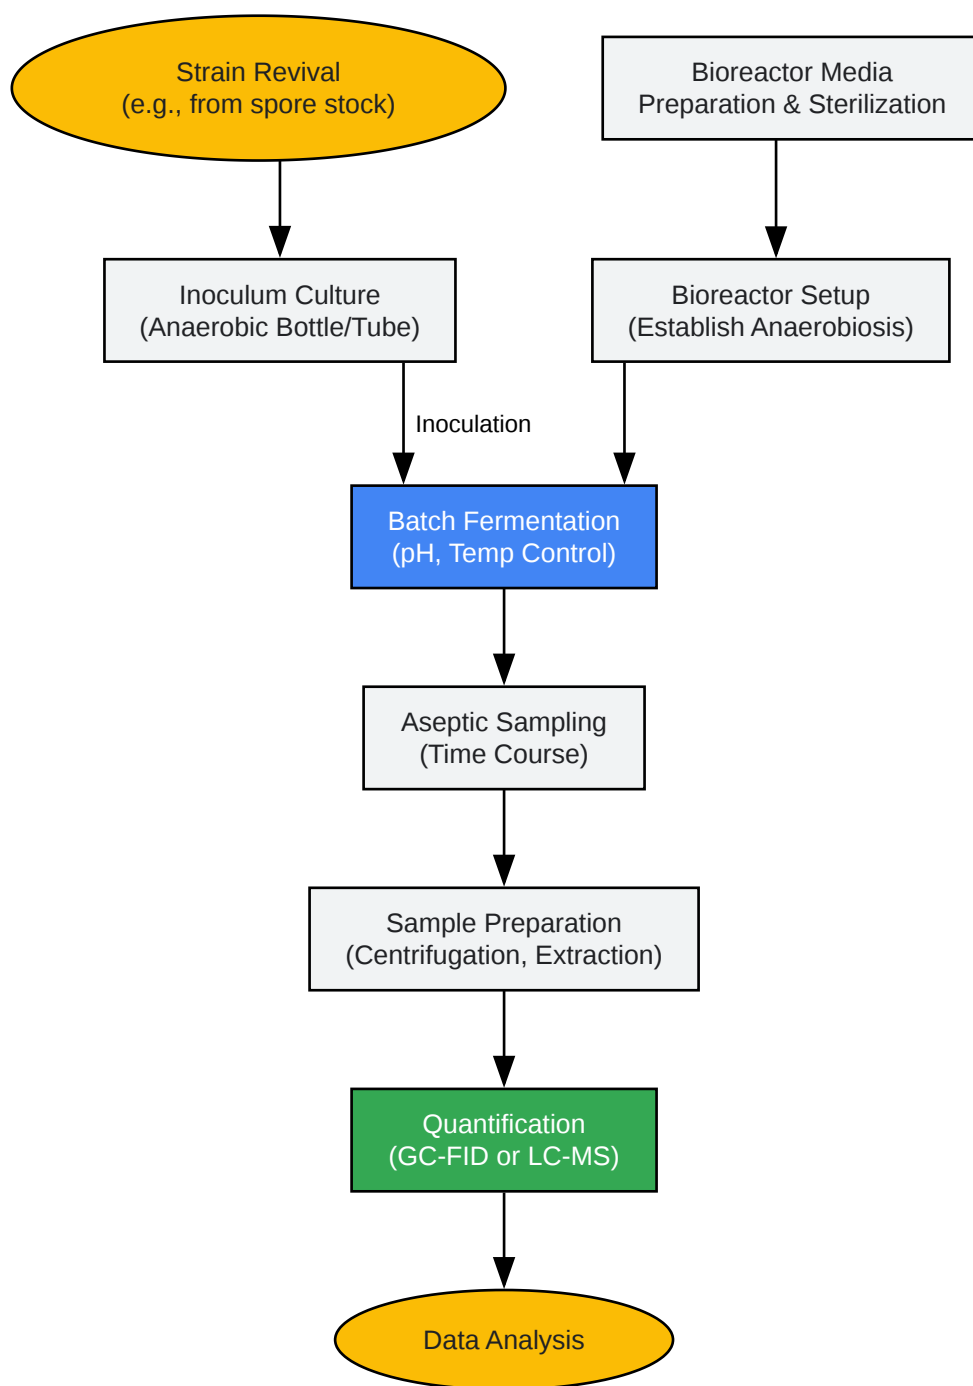 Strain Revival
(e.g., from spore stock)
Bioreactor Media
Preparation & Sterilization
Inoculum Culture
(Anaerobic Bottle/Tube)
Bioreactor Setup
(Establish Anaerobiosis)
Inoculation
Batch Fermentation
(pH, Temp Control)
Aseptic Sampling
(Time Course)
Sample Preparation
(Centrifugation, Extraction)
Quantification
(GC-FID or LC-MS)
Data Analysis